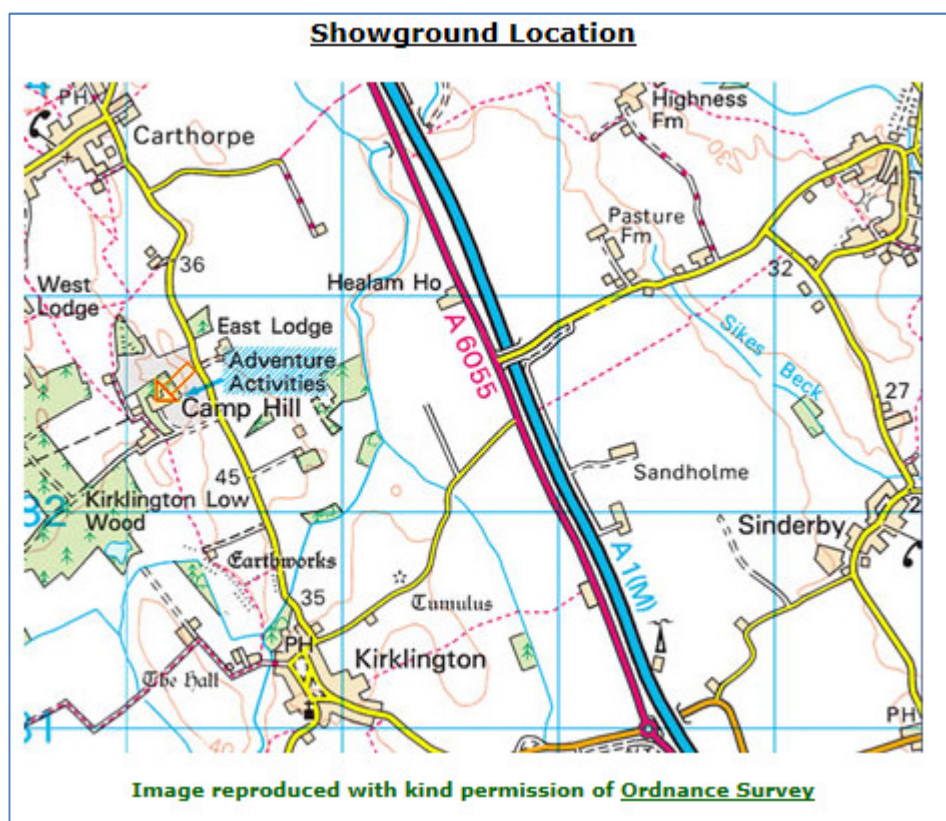 Showground Location
4
PH
Carthorpe
Highness
Fm
30
Pasture
Fm
36
32
West
Lodge
Healam Ho
East Lodge
A 6055
Adventure
Activities
Sikes Beck
Camp Hill
27
45
Sandholme
Kirklington Low
Wood
32
Sinderby
2
Earthworks
A 1(M)
35
Tumulus
PH
Kirklington
The Hall
PH
31
40
Image reproduced with kind permission of Ordnance Survey